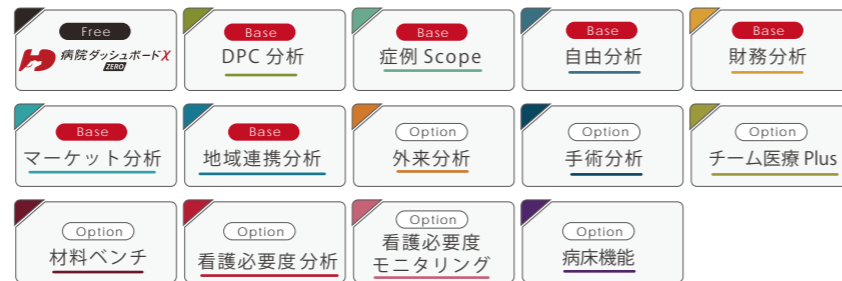 Free
病院ダッシュボードχ
ZERO
Base
DPC 分析
Base
症例 Scope
Base
自由分析
Base
財務分析
Base
マーケット分析
Base
地域連携分析
Option
外来分析
Option
手術分析
Option
チーム医療 Plus
Option
材料ベンチ
Option
看護必要度分析
Option
看護必要度
モニタリング
Option
病床機能